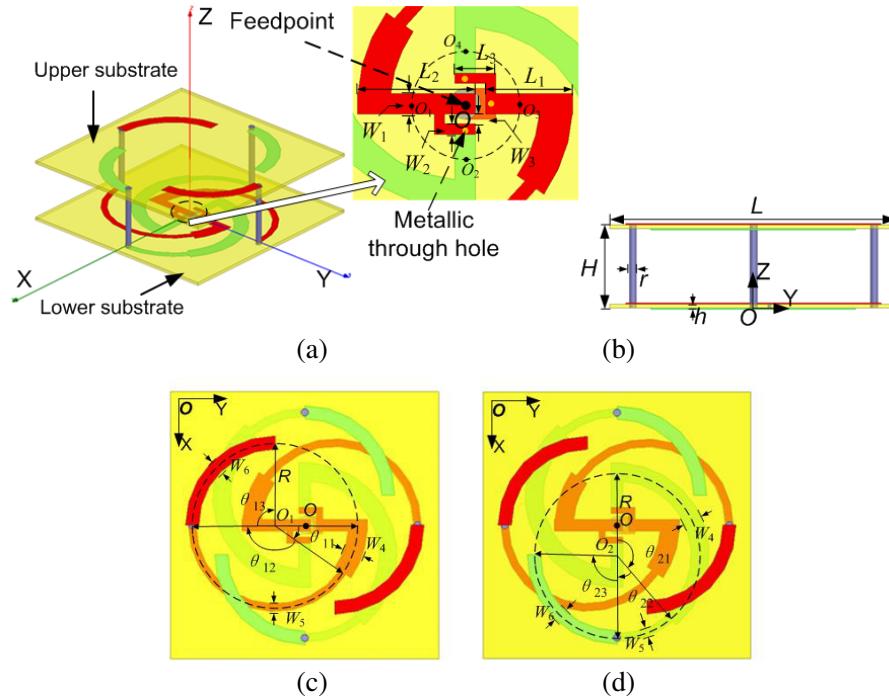 Z
Feedpoint
Upper substrate
O4
L3
L2
L1
W1
O1
O
O3
W2
W3
O2
Metallic
through hole
X
Y
Lower substrate
L
H
r
Z
Y
h
O
(a)
(b)
O
Y
X
W6
R
θ13
O1
O
θ11
W4
θ12
W5
O
Y
X
R
O
W4
O2
θ21
θ23
θ22
W6
W5
(c)
(d)